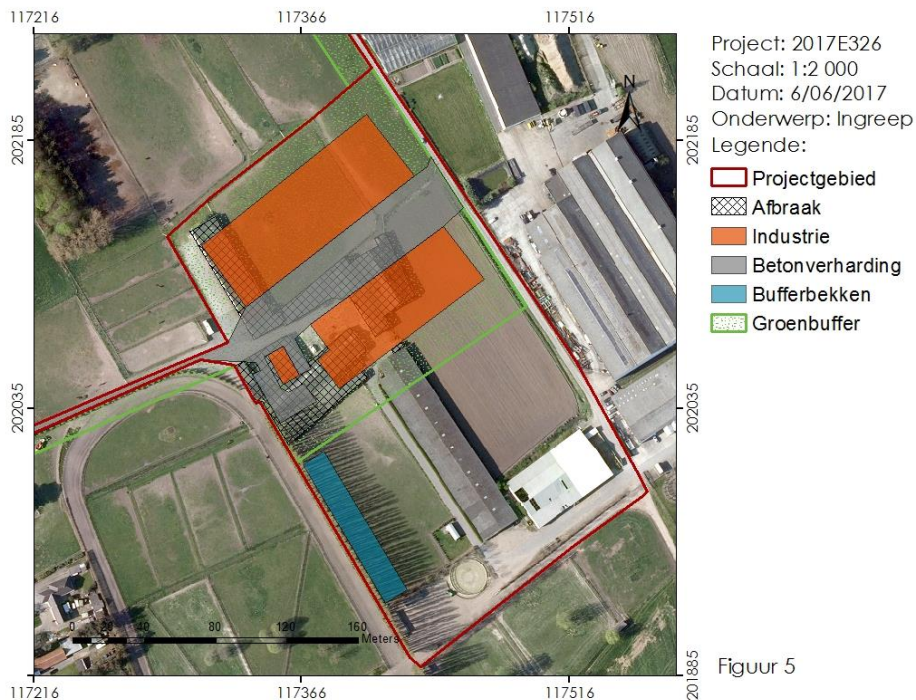 117216 117366 117516
Project: 2017E326
Schaal: 1:2 000
Datum: 6/06/2017
Onderwerp: Ingreep
Legende:
Projectgebied
Afbraak
Industrie
Betonverharding
Bufferbekken
Groenbuffer
N
202185 202185
202035 202035
0 20 40 80 120 160
Meters
201885
Figuur 5
117216 117366 117516